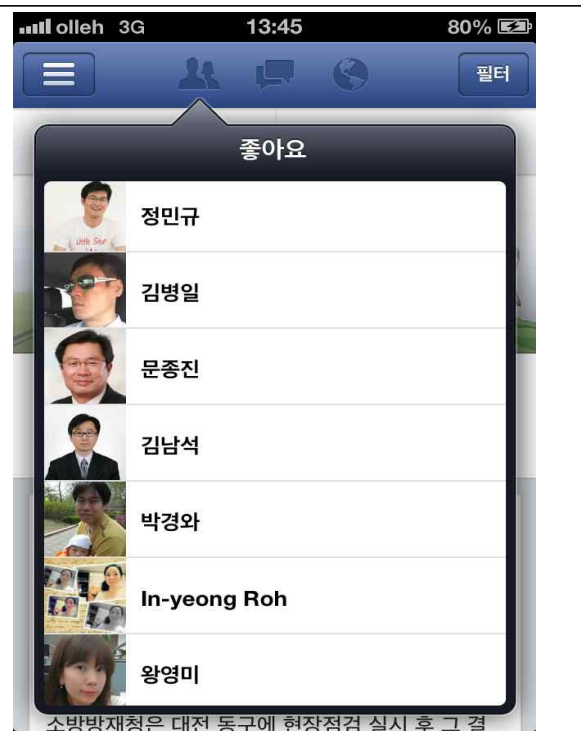 olleh 3G 13:45 80%
필터
좋아요
정민규
김병일
문종진
김남석
박경와
In-yeong Roh
왕영미
소방방재청은 대전 동구에 현장점검 실시 후 그 결